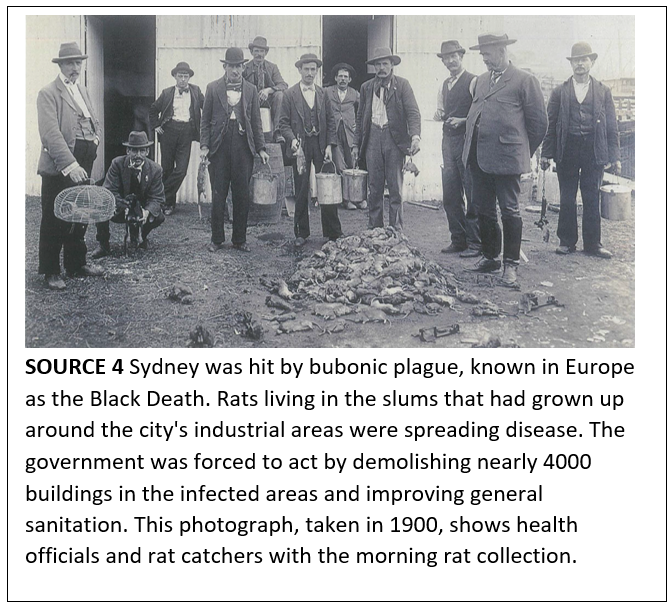 SOURCE 4 Sydney was hit by bubonic plague, known in Europe
as the Black Death. Rats living in the slums that had grown up
around the city's industrial areas were spreading disease. The
government was forced to act by demolishing nearly 4000
buildings in the infected areas and improving general
sanitation. This photograph, taken in 1900, shows health
officials and rat catchers with the morning rat collection.